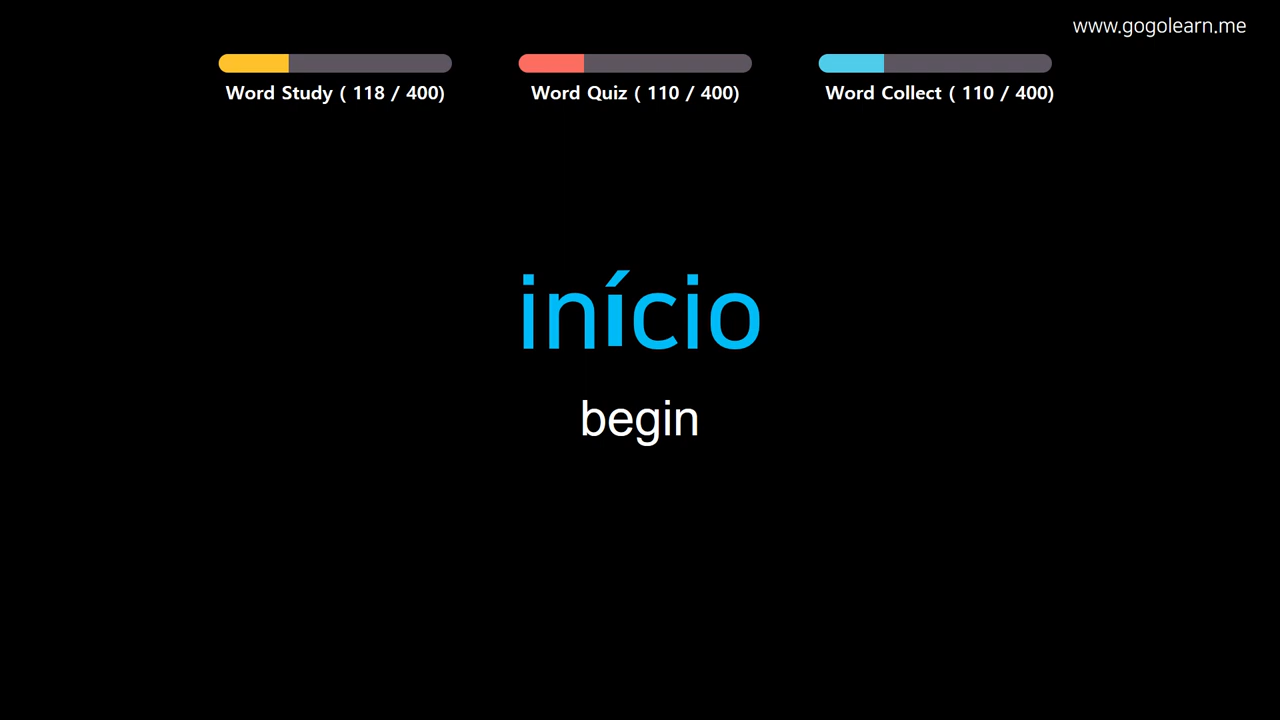 www.gogolearn.me
Word Study ( 118 / 400)
Word Quiz ( 110 / 400)
Word Collect ( 110 / 400)
início
begin